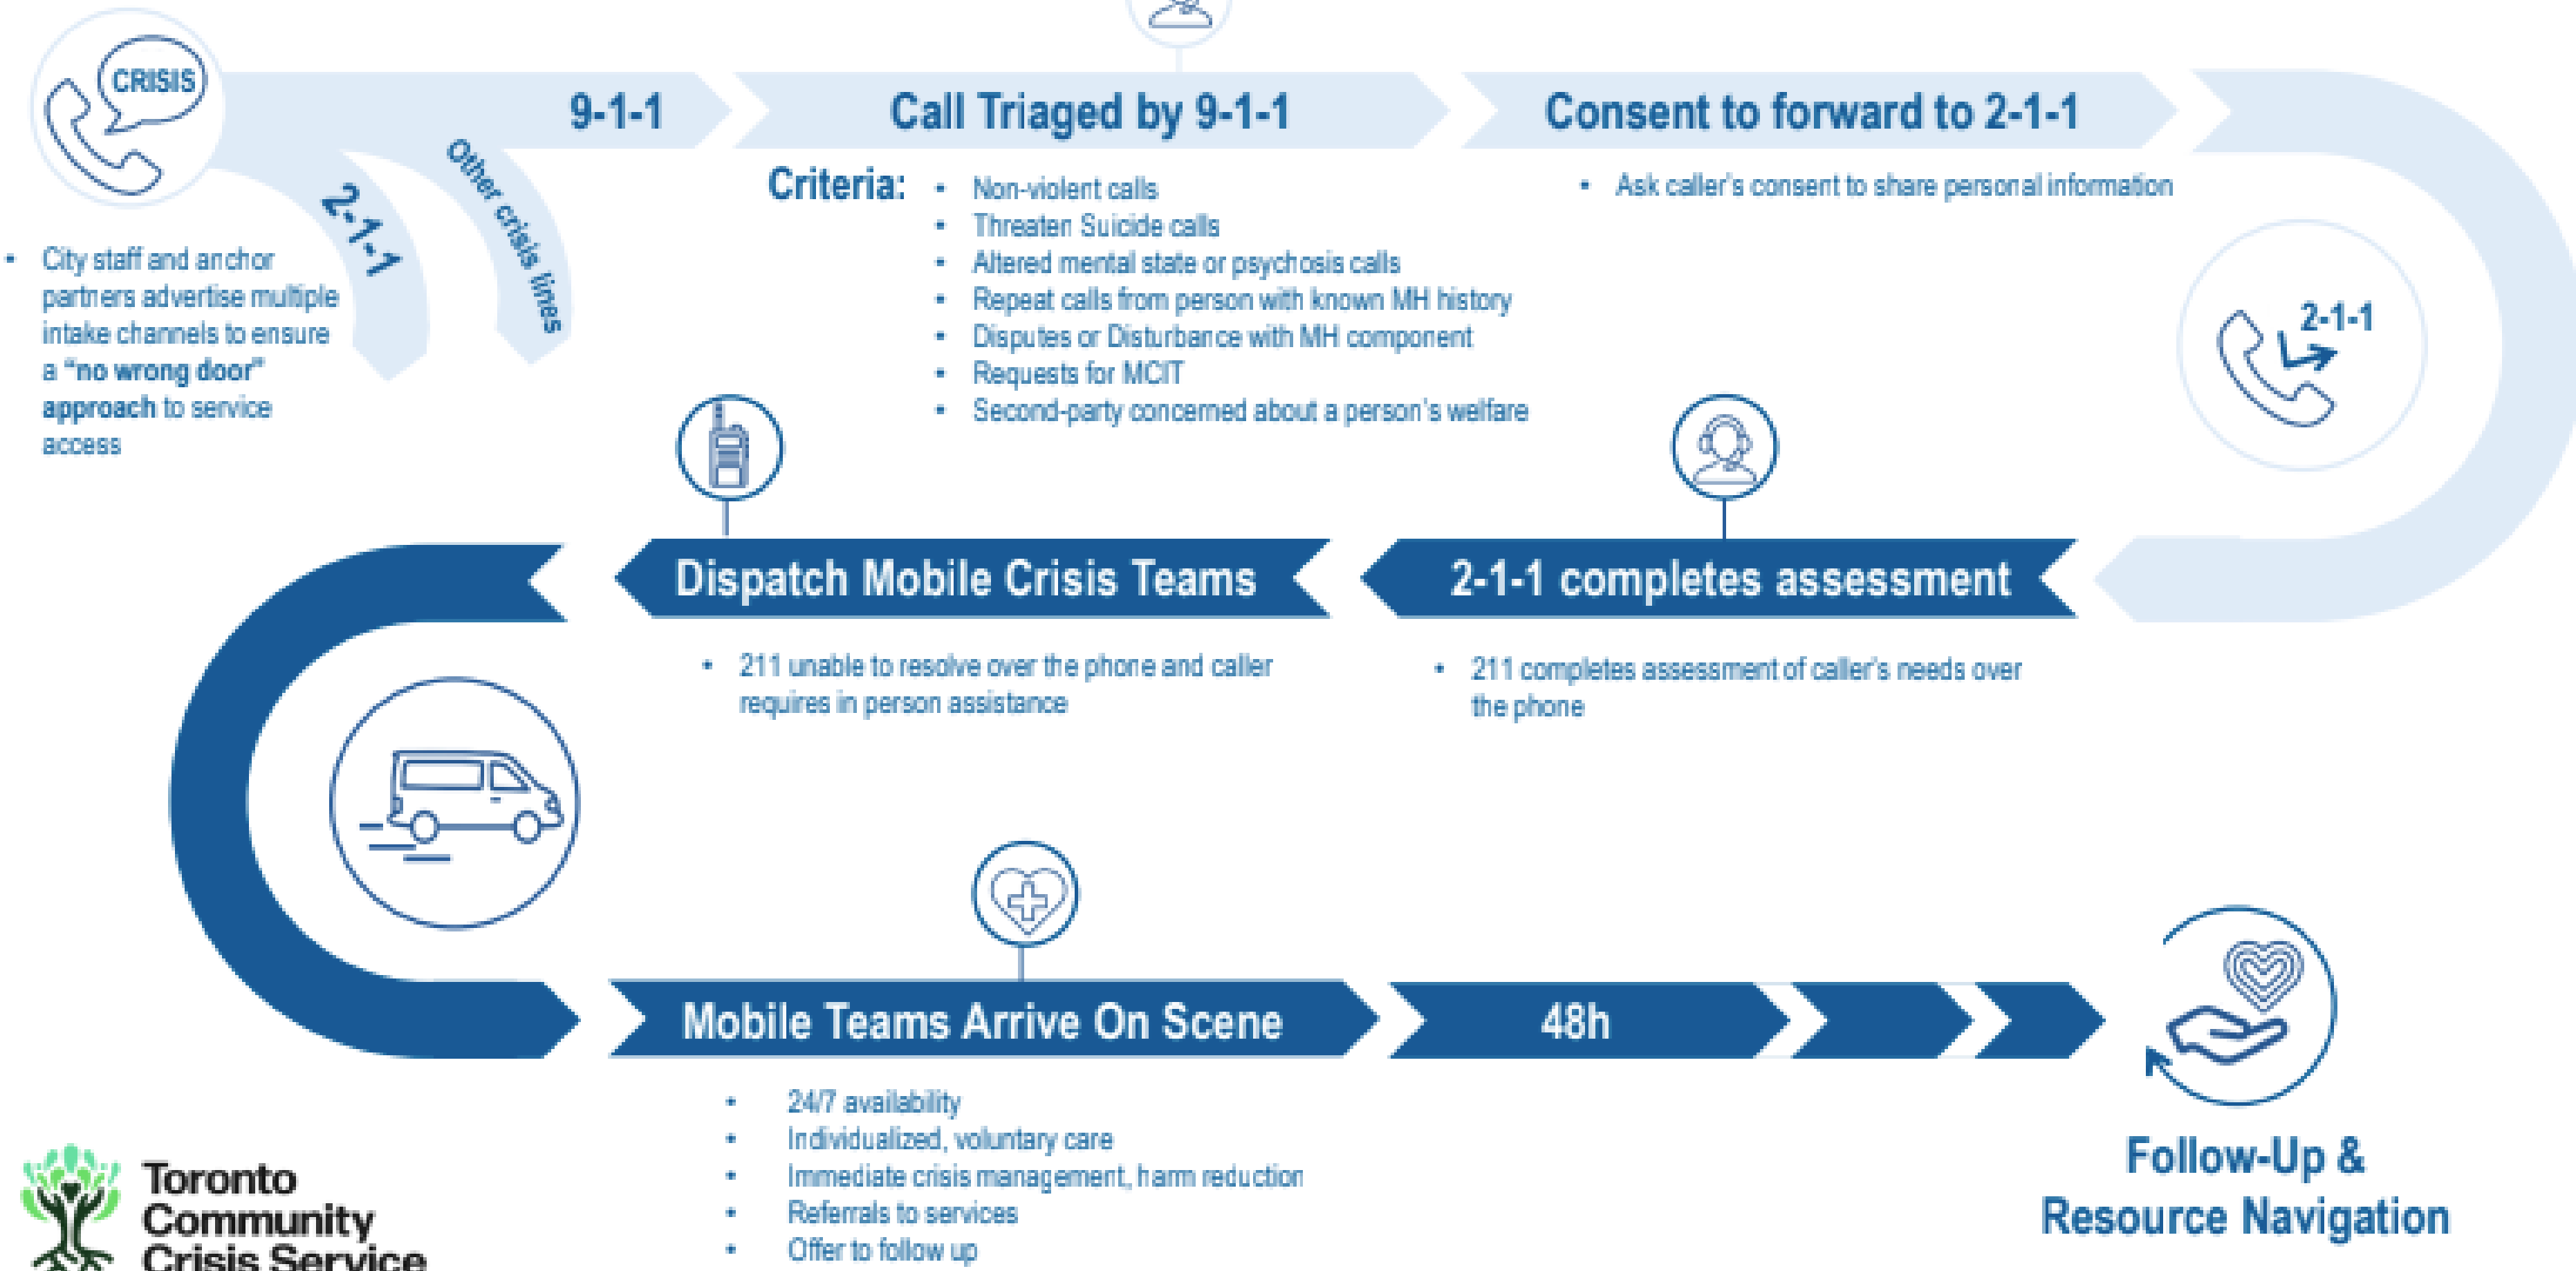 CRISIS
9-1-1
2-1-1
Other crisis lines
• City staff and anchor
partners advertise multiple
intake channels to ensure
a "no wrong door"
approach to service
access
Call Triaged by 9-1-1
Criteria:
• Non-violent calls
• Threaten Suicide calls
• Altered mental state or psychosis calls
• Repeat calls from person with known MH history
• Disputes or Disturbance with MH component
• Requests for MCIT
• Second-party concerned about a person's welfare
Consent to forward to 2-1-1
• Ask caller's consent to share personal information
2-1-1
2-1-1 completes assessment
• 211 completes assessment of caller's needs over
the phone
Dispatch Mobile Crisis Teams
• 211 unable to resolve over the phone and caller
requires in person assistance
Mobile Teams Arrive On Scene
• 24/7 availability
• Individualized, voluntary care
• Immediate crisis management, harm reduction
• Referrals to services
• Offer to follow up
48h
Follow-Up &
Resource Navigation
Toronto
Community
Crisis Service